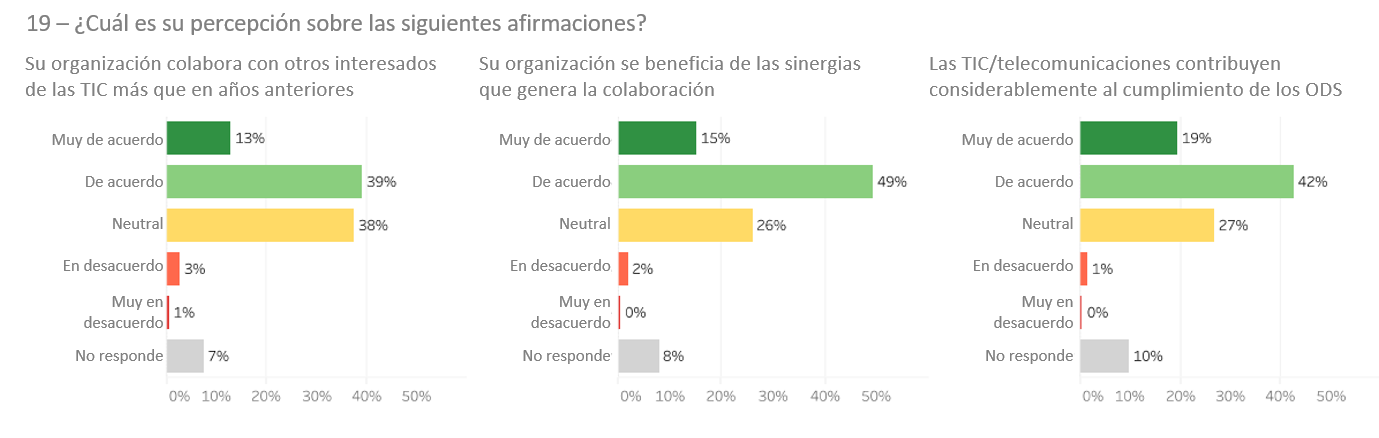 19 – ¿Cuál es su percepción sobre las siguientes afirmaciones?
Su organización colabora con otros interesados
de las TIC más que en años anteriores
Muy de acuerdo 13%
De acuerdo 39%
Neutral 38%
En desacuerdo 3%
Muy en
desacuerdo 1%
No responde 7%
0% 10% 20% 30% 40% 50%
Su organización se beneficia de las sinergias
que genera la colaboración
Muy de acuerdo 15%
De acuerdo 49%
Neutral 26%
En desacuerdo 2%
Muy en
desacuerdo 0%
No responde 8%
0% 10% 20% 30% 40% 50%
Las TIC/telecomunicaciones contribuyen
considerablemente al cumplimiento de los ODS
Muy de acuerdo 19%
De acuerdo 42%
Neutral 27%
En desacuerdo 1%
Muy en
desacuerdo 0%
No responde 10%
0% 10% 20% 30% 40% 50%